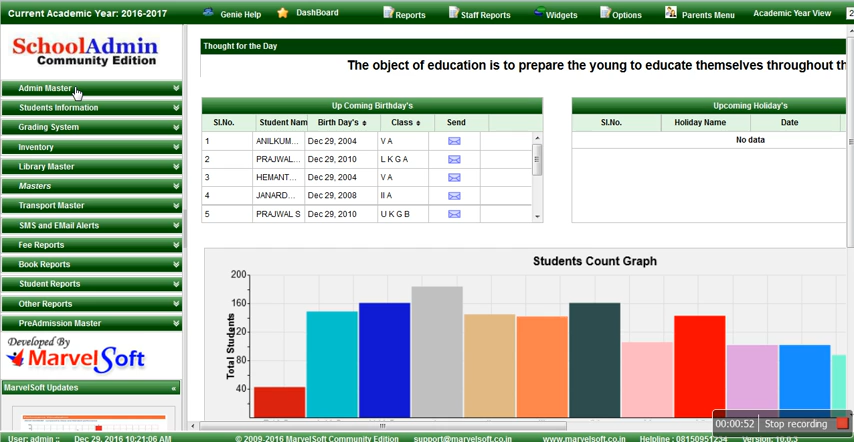 Current Academic Year: 2016-2017
Genie Help
DashBoard
Reports
Staff Reports
Widgets
Options
Parents Menu
Academic Year View
2
SchoolAdmin
Community Edition
Admin Master
Students Information
Grading System
Inventory
Library Master
Masters
Transport Master
SMS and EMail Alerts
Fee Reports
Book Reports
Student Reports
Other Reports
PreAdmission Master
Developed By
MarvelSoft
MarvelSoft Updates
Thought for the Day
The object of education is to prepare the young to educate themselves throughout th
Up Coming Birthday's
Sl.No. Student Nam Birth Day's Class Send
1 ANILKUM... Dec 29, 2004 V A
2 PRAJWAL... Dec 29, 2010 L K G A
3 HEMANT... Dec 29, 2004 V A
4 JANARD... Dec 29, 2008 II A
5 PRAJWAL S Dec 29, 2010 U K G B
Upcoming Holiday's
Sl.No. Holiday Name Date
No data
Students Count Graph
Total Students
200
160
120
80
40
00:00:52 Stop recording
User: admin :: Dec 29, 2016 10:21:06 AM © 2009-2016 MarvelSoft Community Edition support@marvelsoft.co.in www.marvelsoft.co.in Helpline : 08150951234 Version: 10.0.3